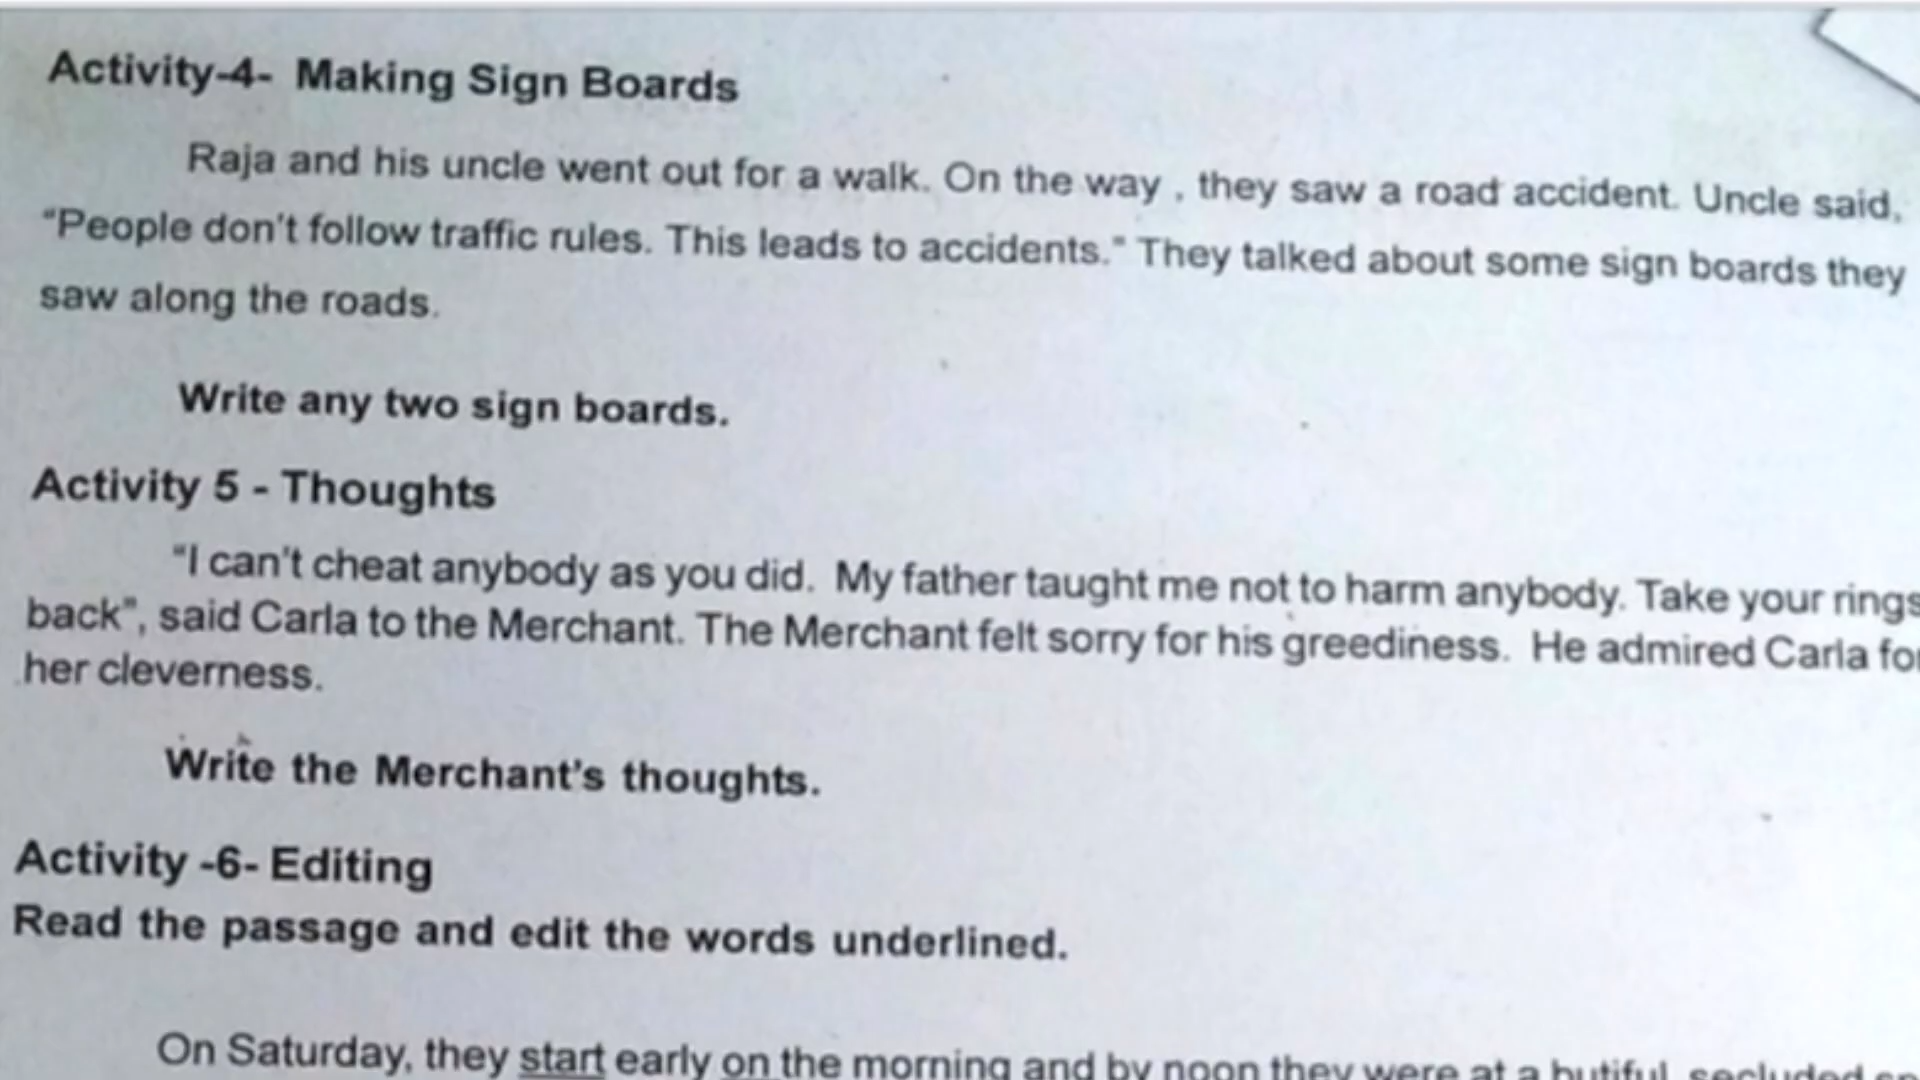 Activity-4- Making Sign Boards
Raja and his uncle went out for a walk. On the way , they saw a road accident. Uncle said,
"People don't follow traffic rules. This leads to accidents." They talked about some sign boards they
saw along the roads.
Write any two sign boards.
Activity 5 - Thoughts
"I can't cheat anybody as you did. My father taught me not to harm anybody. Take your rings
back", said Carla to the Merchant. The Merchant felt sorry for his greediness. He admired Carla for
her cleverness.
Write the Merchant's thoughts.
Activity -6- Editing
Read the passage and edit the words underlined.
On Saturday, they start early on the morning and by noon they were at a butiful, secluded